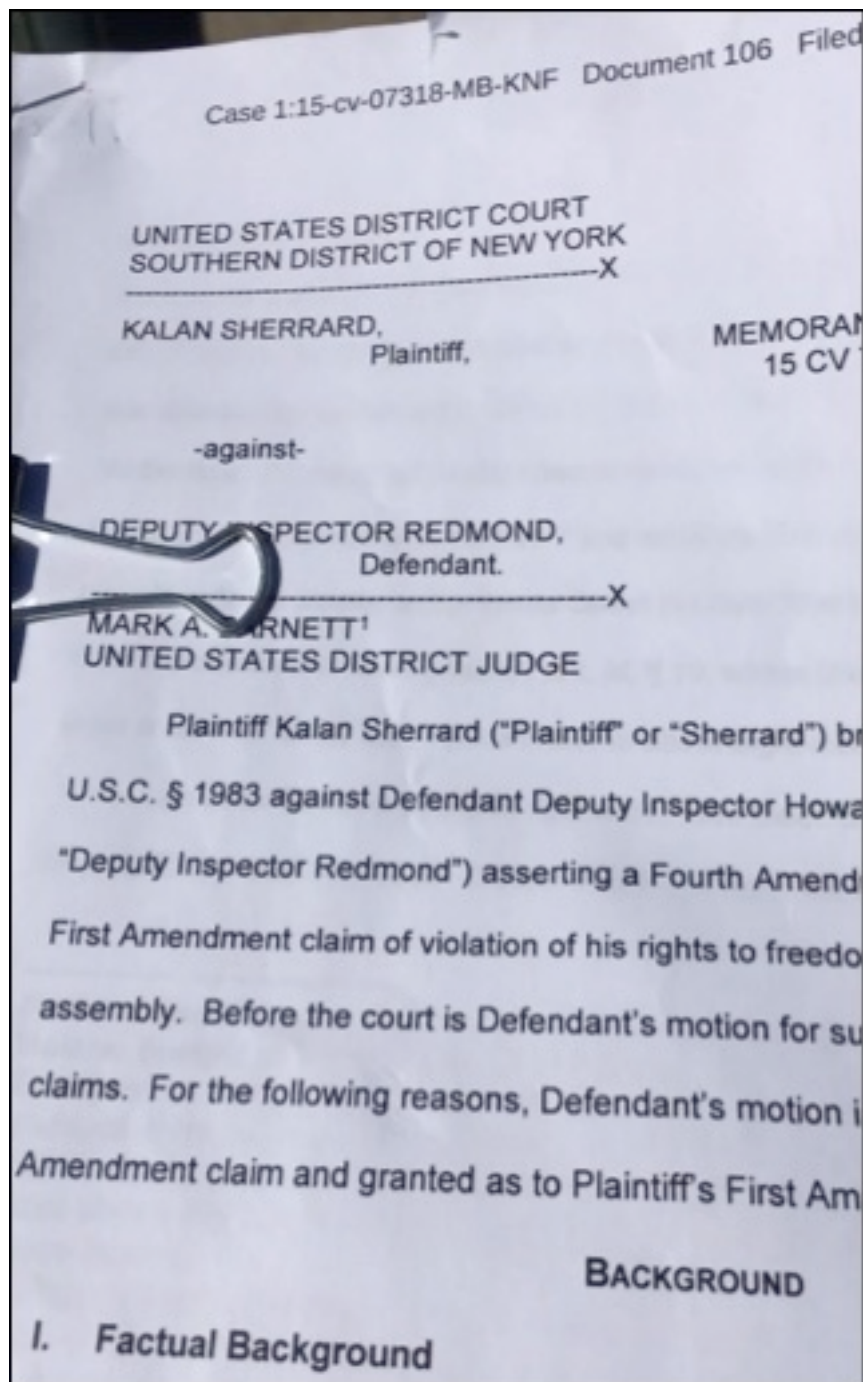 Case 1:15-cv-07318-MB-KNF Document 106 Filed
UNITED STATES DISTRICT COURT
SOUTHERN DISTRICT OF NEW YORK
---------------------------------------------------------X
KALAN SHERRARD,
Plaintiff,
MEMORAN
15 CV
-against-
DEPUTY INSPECTOR REDMOND,
Defendant.
---------------------------------------------------------X
MARK A. BARNETT¹
UNITED STATES DISTRICT JUDGE
Plaintiff Kalan Sherrard (“Plaintiff” or “Sherrard”) br
U.S.C. § 1983 against Defendant Deputy Inspector Howa
“Deputy Inspector Redmond”) asserting a Fourth Amend
First Amendment claim of violation of his rights to freedo
assembly. Before the court is Defendant's motion for su
claims. For the following reasons, Defendant's motion i
Amendment claim and granted as to Plaintiff's First Am
BACKGROUND
I. Factual Background